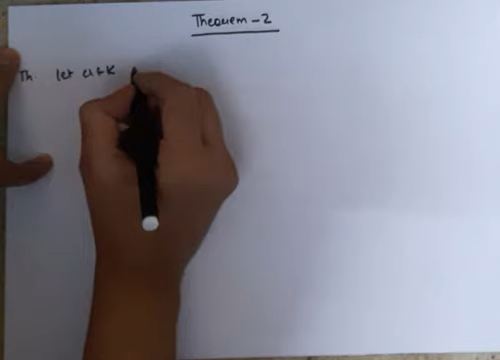 Theorem - 2
Th. let a ∈ K